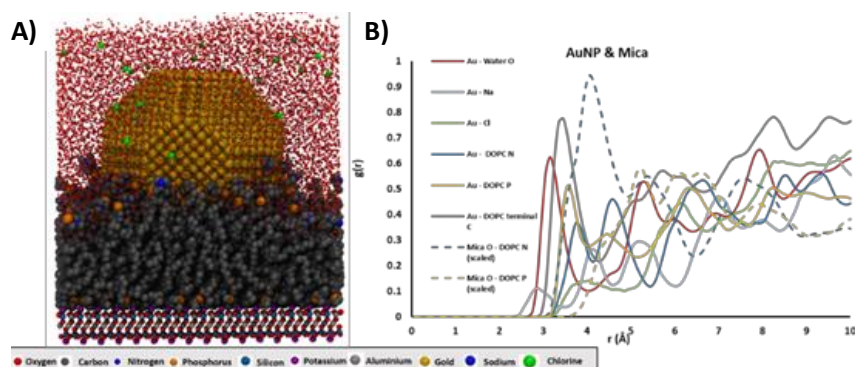 A)
B)
AuNP & Mica
1
0.9
0.8
0.7
0.6
0.5
0.4
0.3
0.2
0.1
0
g(r)
Au - Water O
Au - Na
Au - Cl
Au - DOPC N
Au - DOPC P
Au - DOPC terminal
C
Mica O - DOPC N
(scaled)
Mica O - DOPC P
(scaled)
0 1 2 3 4 5 6 7 8 9 10
r (Å)
Oxygen Carbon Nitrogen Phosphorus Silicon Potassium Aluminium Gold Sodium Chlorine